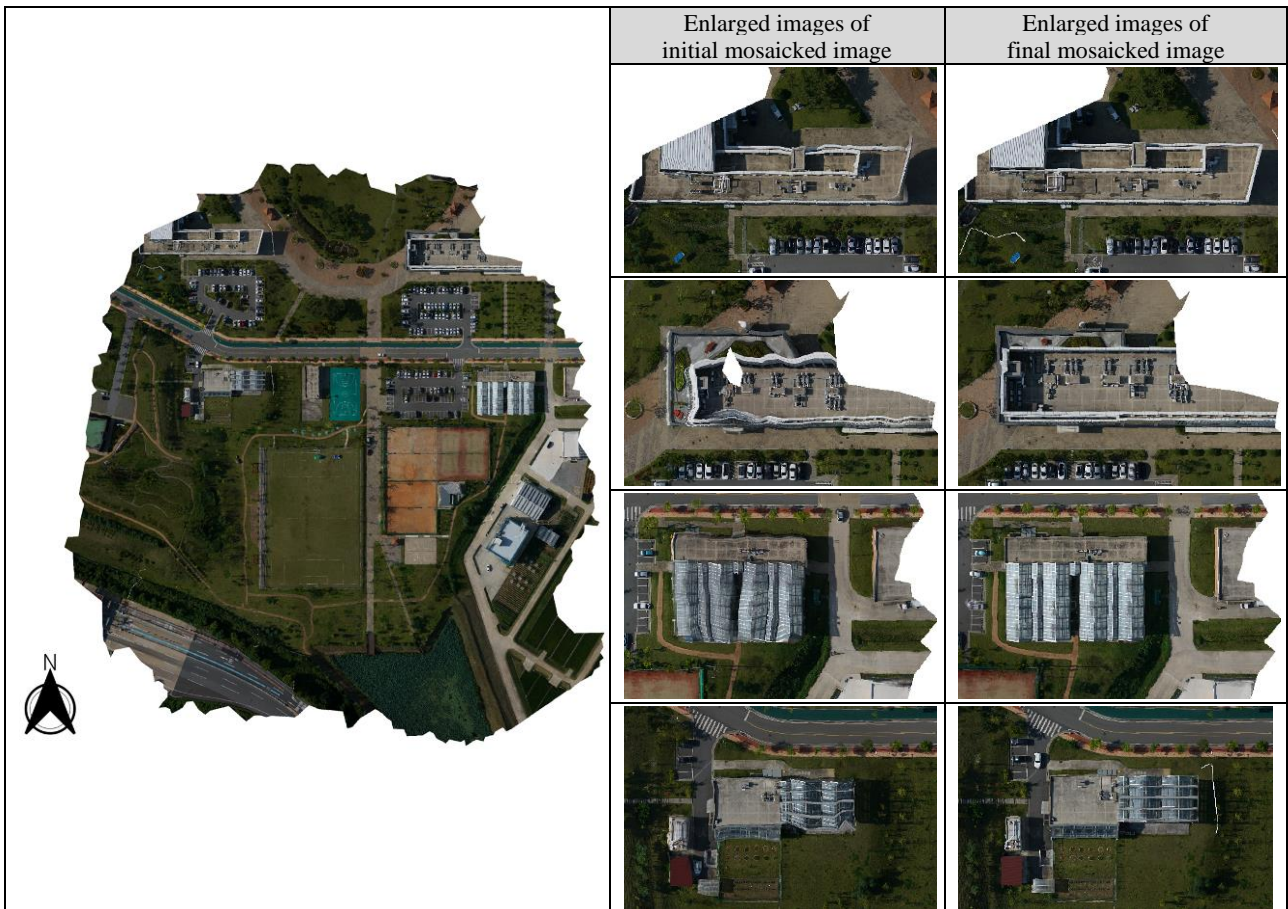 Enlarged images of
initial mosaicked image
Enlarged images of
final mosaicked image
N